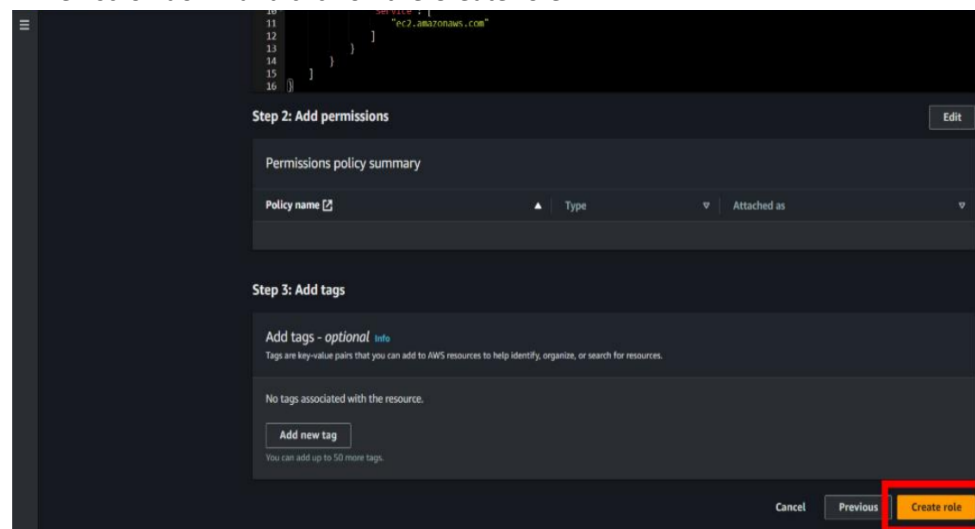 10
"Service": [
11 "ec2.amazonaws.com"
12 ]
13 }
14 }
15 ]
16 }
Step 2: Add permissions
Edit
Permissions policy summary
Policy name
Type
Attached as
Step 3: Add tags
Add tags - optional Info
Tags are key-value pairs that you can add to AWS resources to help identify, organize, or search for resources.
No tags associated with the resource.
Add new tag
You can add up to 50 more tags.
Cancel Previous Create role